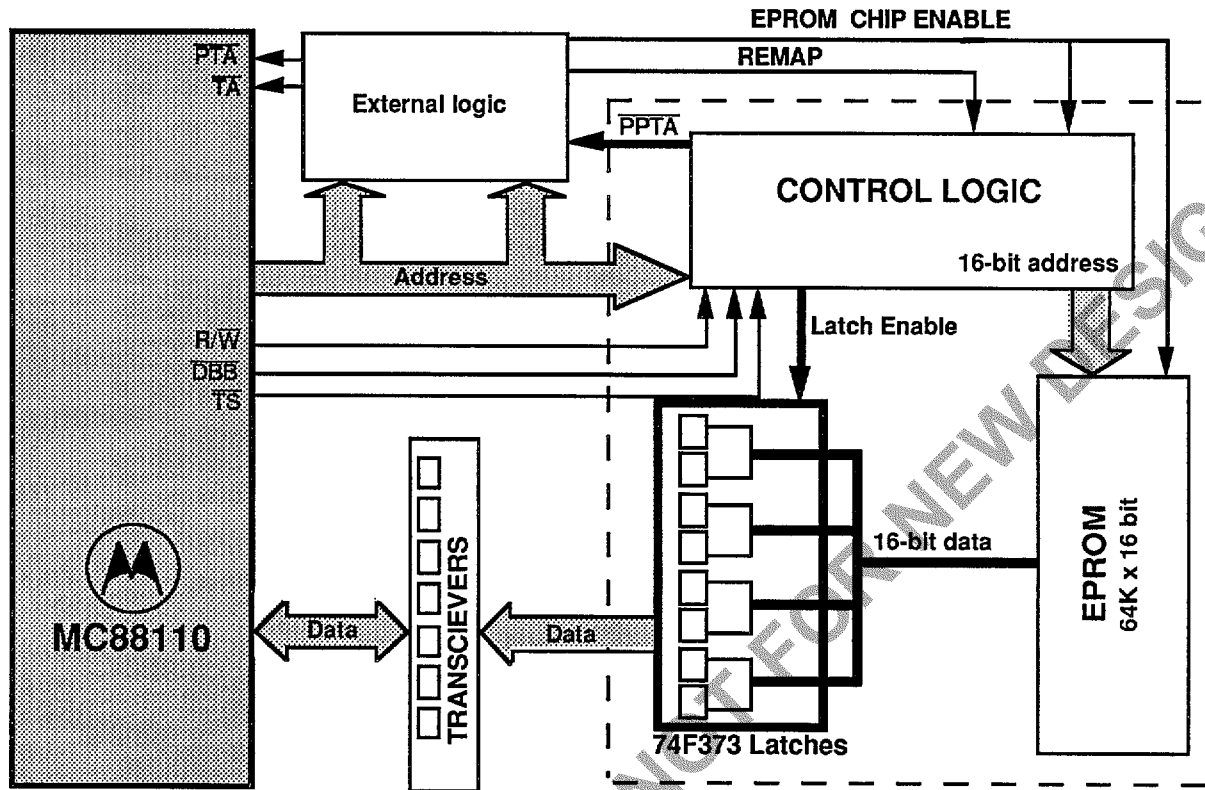 EPROM CHIP ENABLE
PTA
REMAP
TA
External logic
PPTA
CONTROL LOGIC
16-bit address
Address
Latch Enable
R/W
DBB
TS
16-bit data
EPROM
64K x 16 bit
TRANSCIEVERS
MC88110
Data
Data
74F373 Latches
NOT FOR NEW DESIG